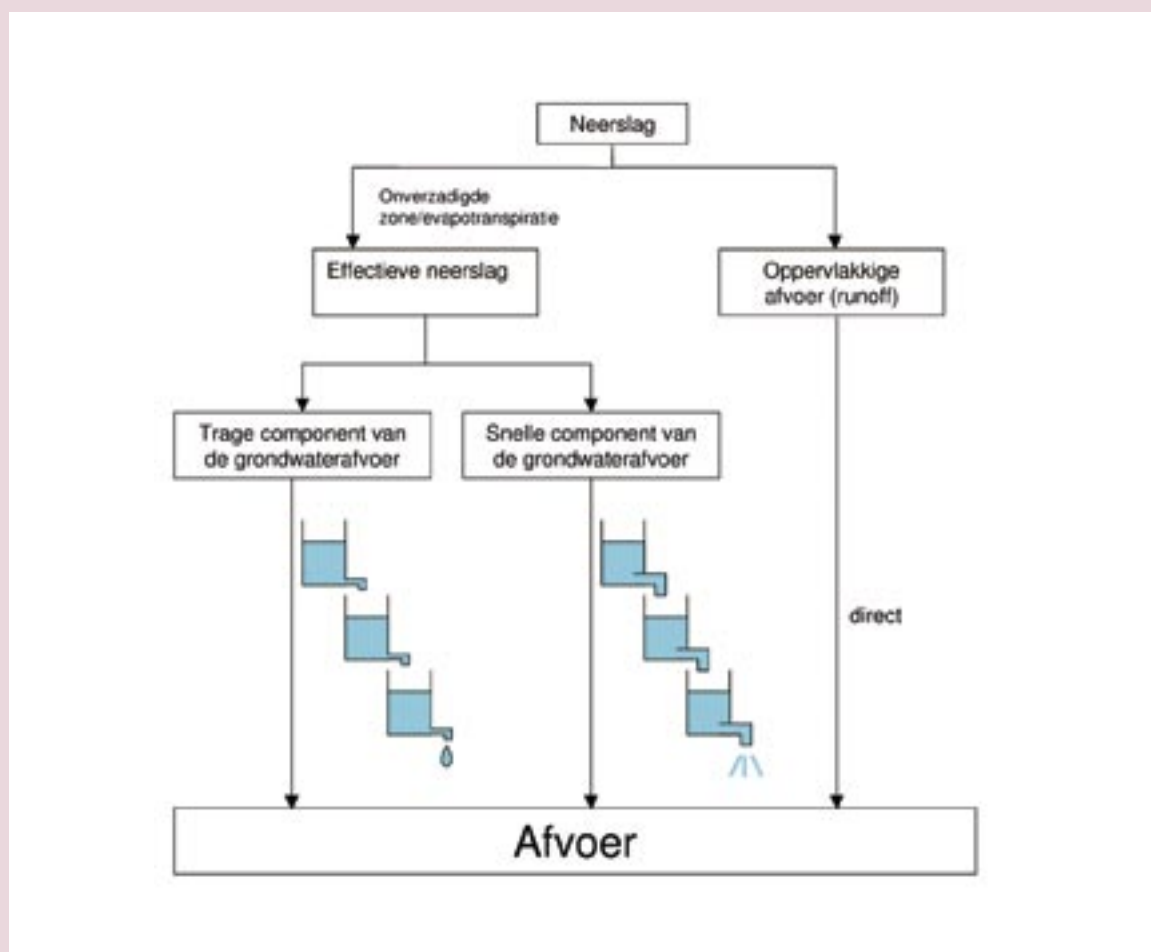 Neerslag
Onverzadigde
zone/evapotranspiratie
Effectieve neerslag
Oppervlakkige
afvoer (runoff)
Trage component van
de grondwaterafvoer
Snelle component van
de grondwaterafvoer
direct
Afvoer